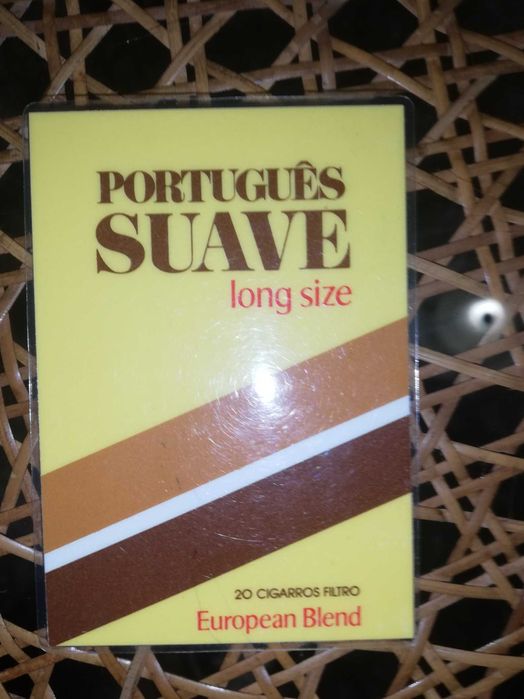 PORTUGUÊS
SUAVE
long size
20 CIGARROS FILTRO
European Blend